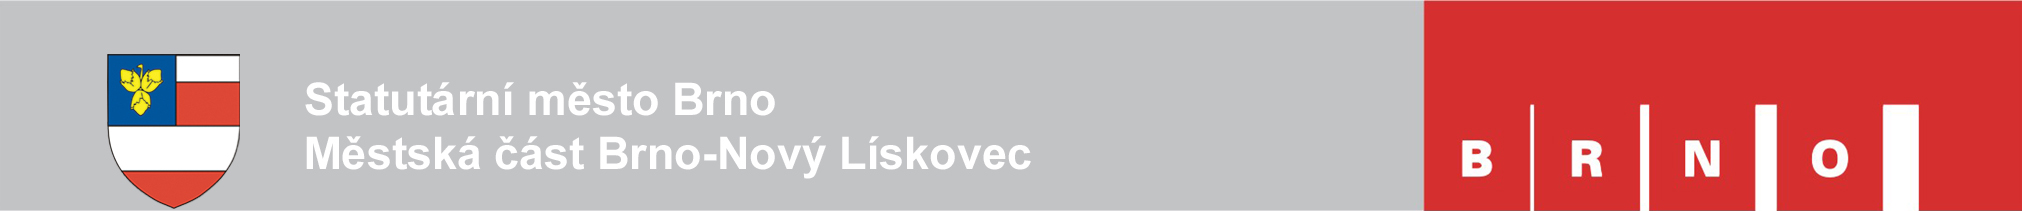 Statutární město Brno
Městská část Brno-Nový Lískovec
B R N O